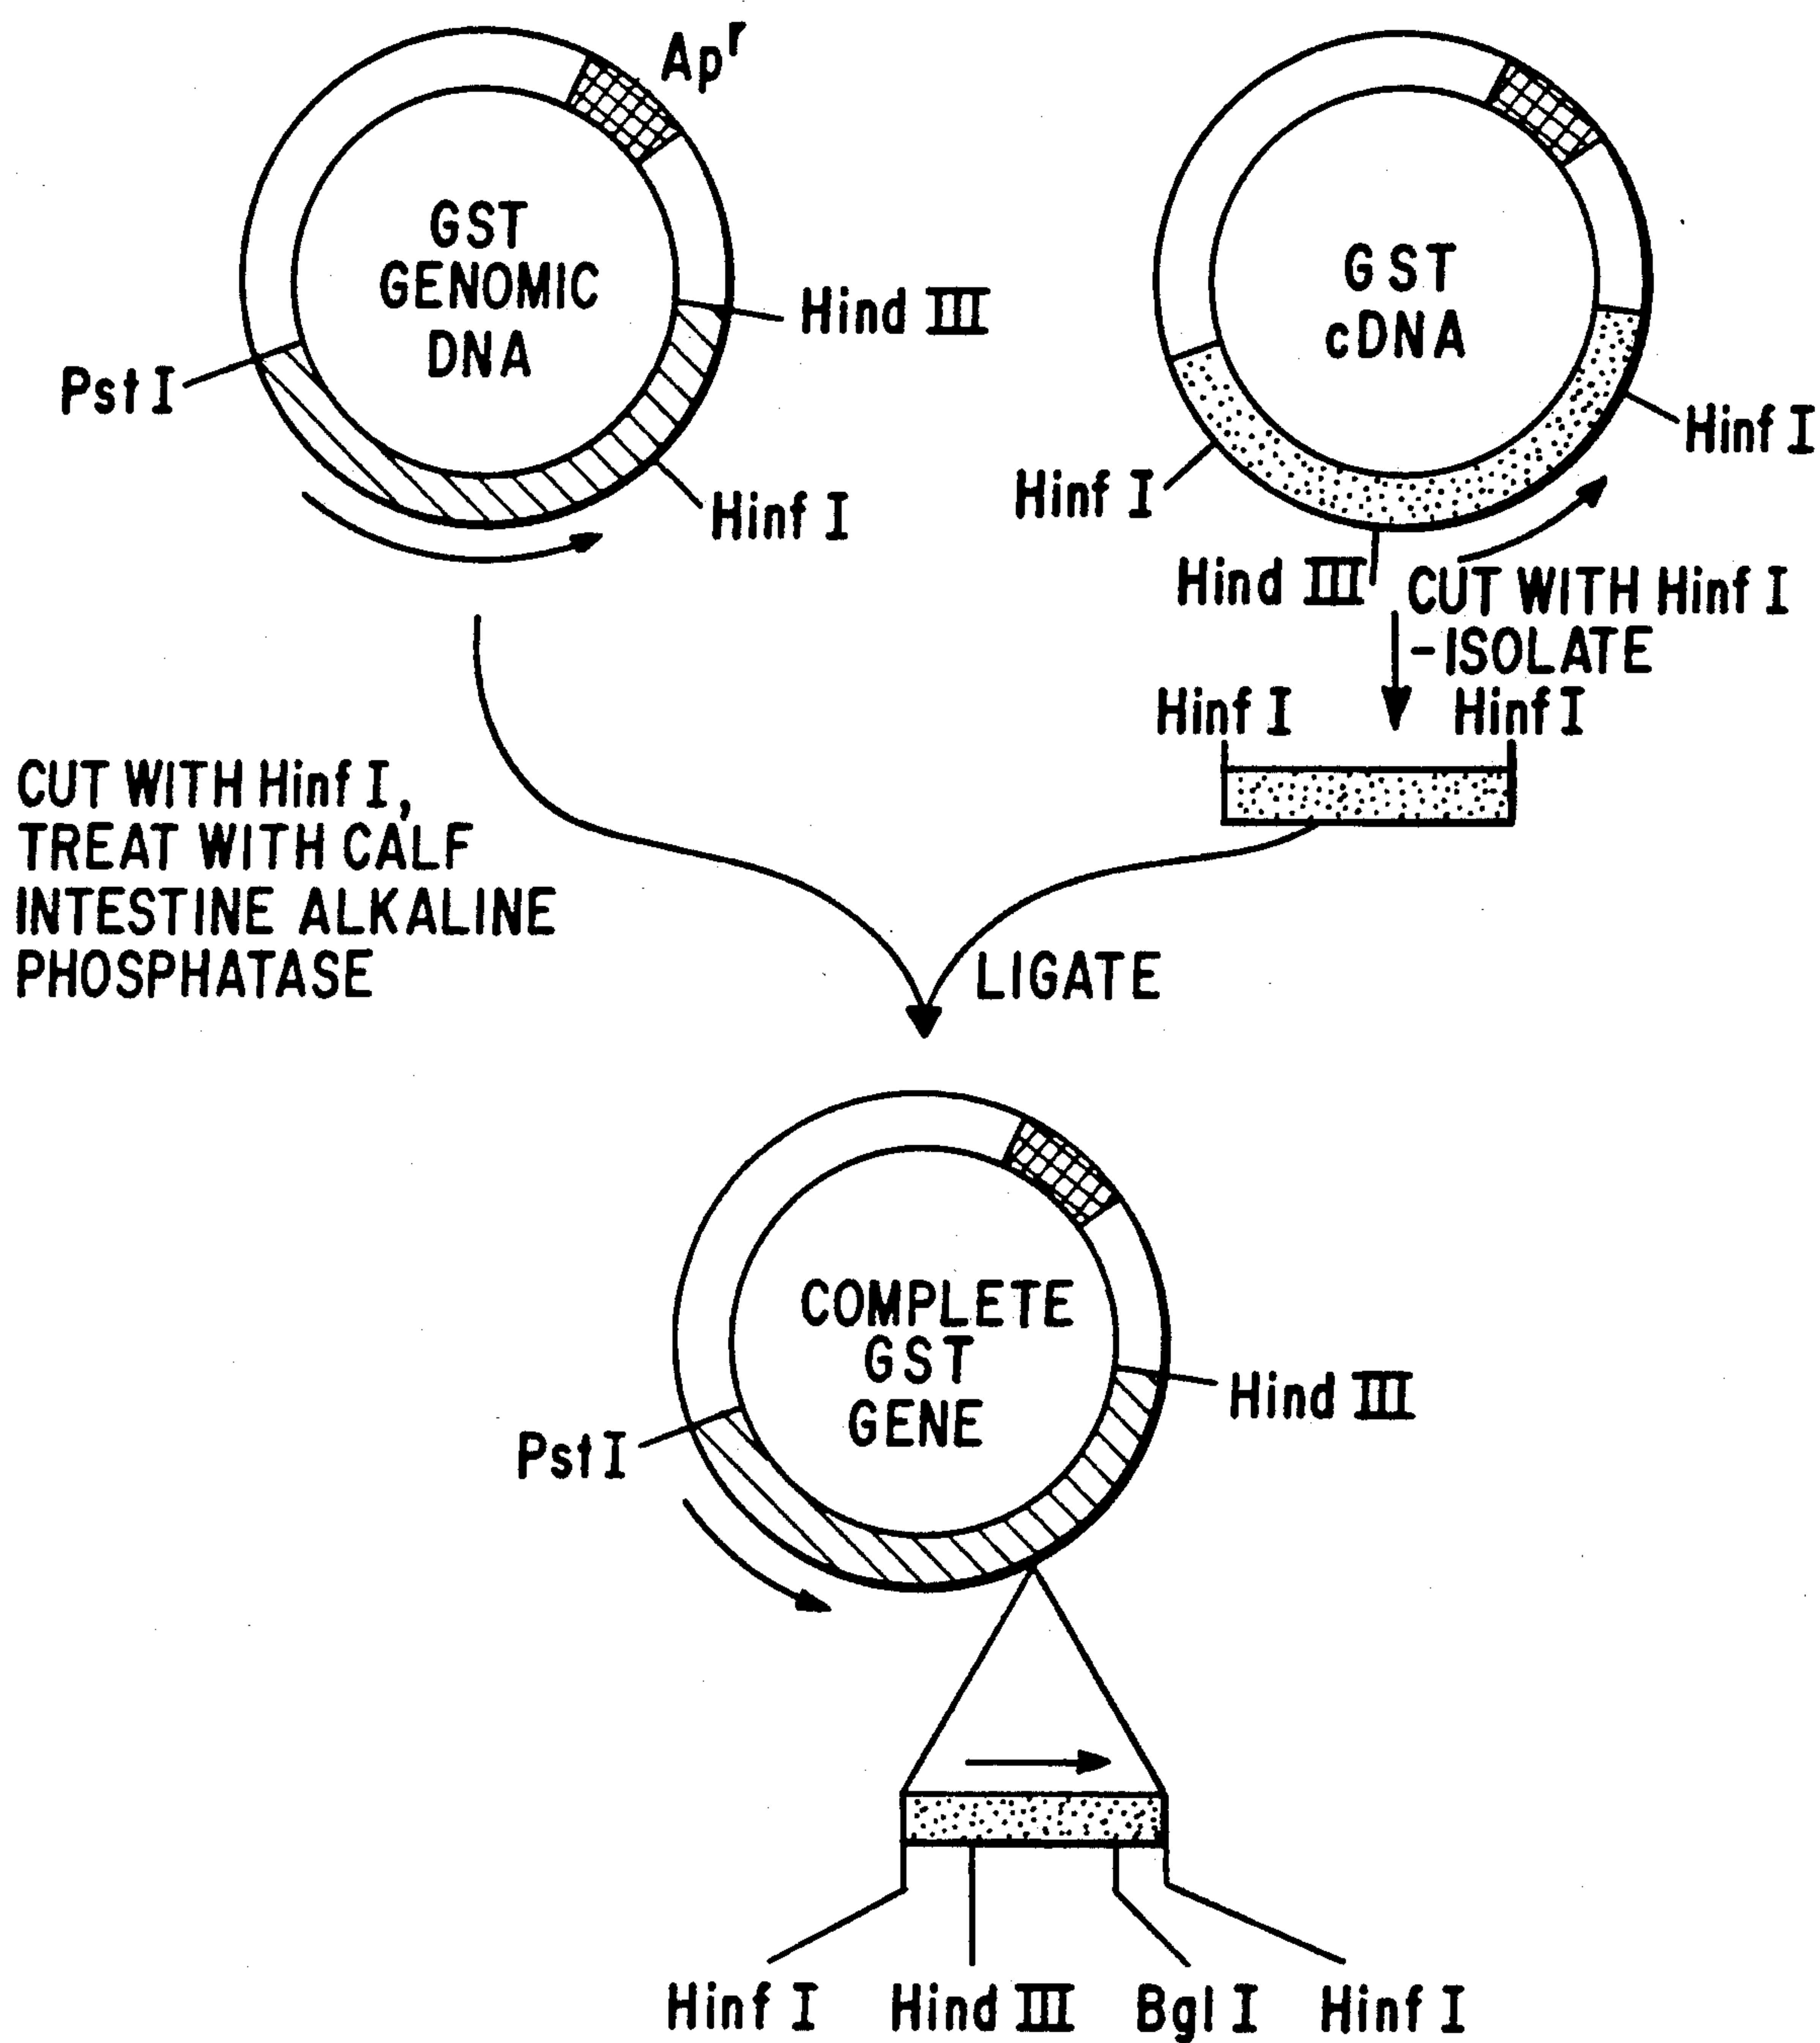 Apʳ
GST
GENOMIC
DNA
Hind III
Pst I
Hinf I
GST
cDNA
Hinf I
Hinf I
Hind III
CUT WITH Hinf I
-ISOLATE
Hinf I
Hinf I
CUT WITH Hinf I,
TREAT WITH CALF
INTESTINE ALKALINE
PHOSPHATASE
LIGATE
COMPLETE
GST
GENE
Hind III
Pst I
Hinf I Hind III Bgl I Hinf I